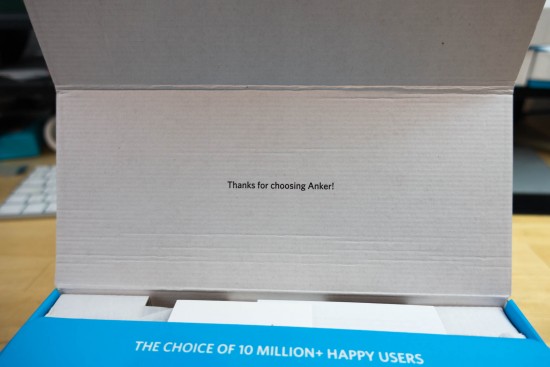 Thanks for choosing Anker!
THE CHOICE OF 10 MILLION+ HAPPY USERS